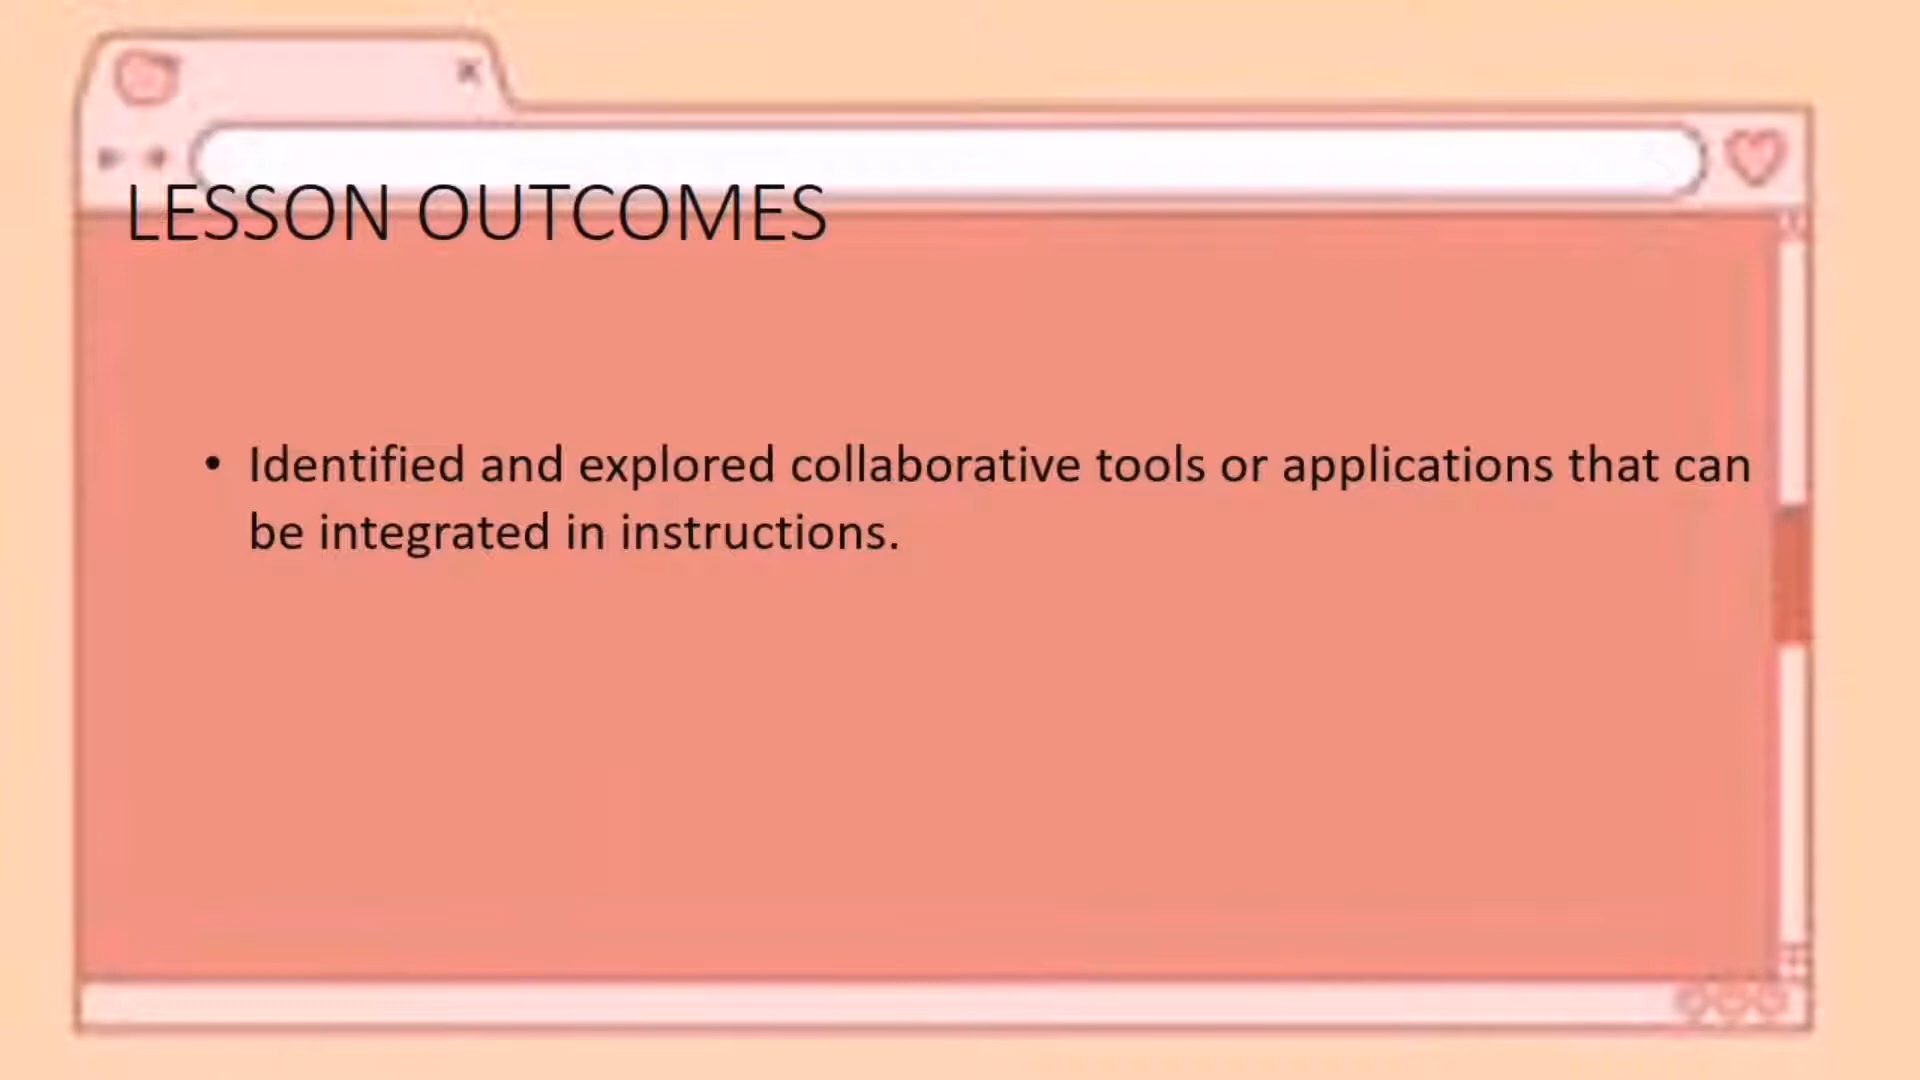 LESSON OUTCOMES
• Identified and explored collaborative tools or applications that can
be integrated in instructions.